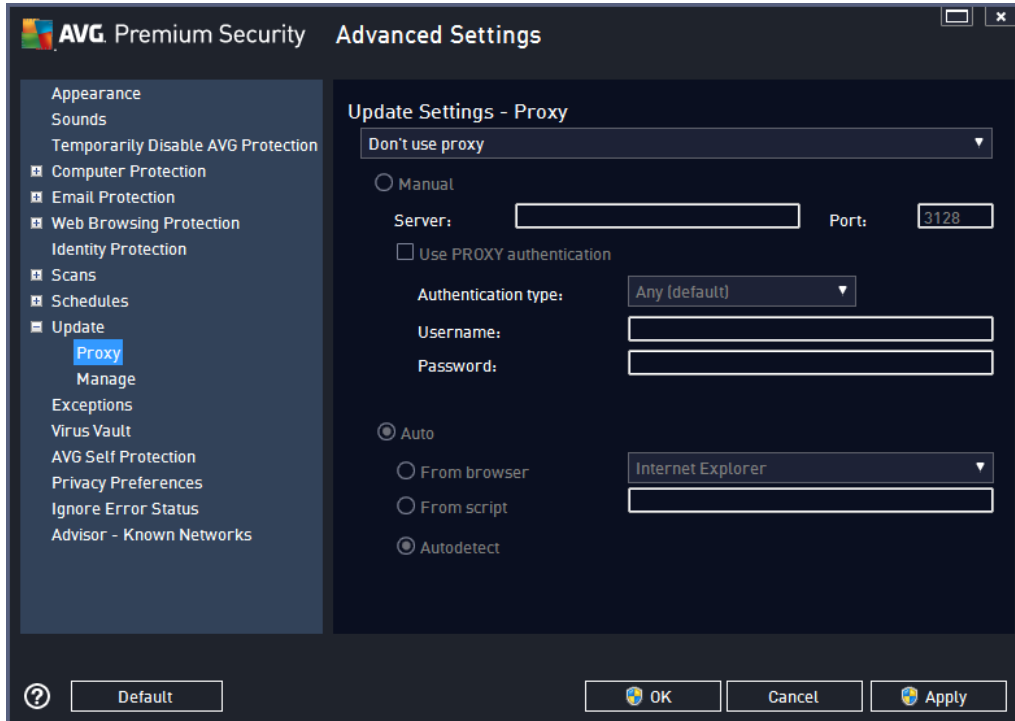 AVG. Premium Security Advanced Settings
Appearance
Sounds
Temporarily Disable AVG Protection
Computer Protection
Email Protection
Web Browsing Protection
Identity Protection
Scans
Schedules
Update
Proxy
Manage
Exceptions
Virus Vault
AVG Self Protection
Privacy Preferences
Ignore Error Status
Advisor - Known Networks
Update Settings - Proxy
Don't use proxy
Manual
Server: Port: 3128
Use PROXY authentication
Authentication type: Any (default)
Username:
Password:
Auto
From browser Internet Explorer
From script
Autodetect
? Default OK Cancel Apply